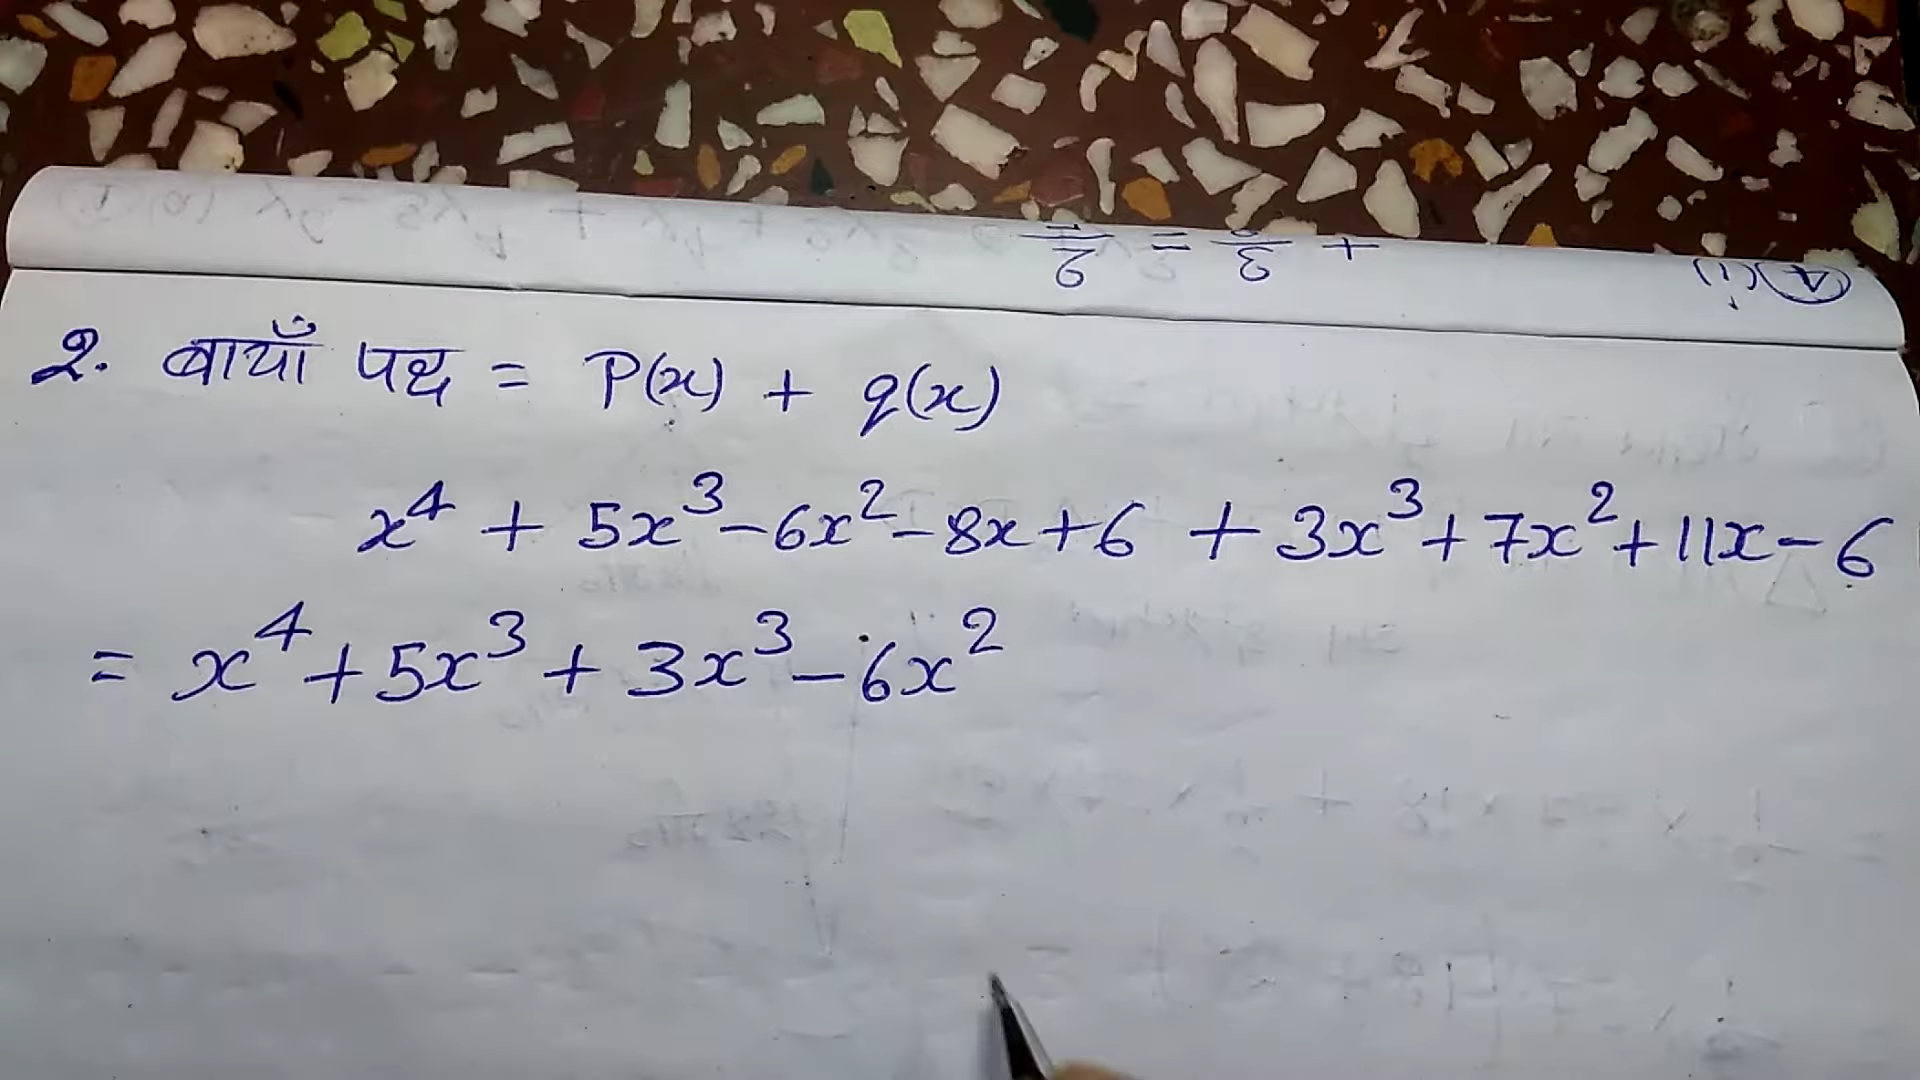 2. बायाँ पक्ष = P(x) + q(x)
x⁴ + 5x³ - 6x² - 8x + 6 + 3x³ + 7x² + 11x - 6
= x⁴ + 5x³ + 3x³ - 6x²